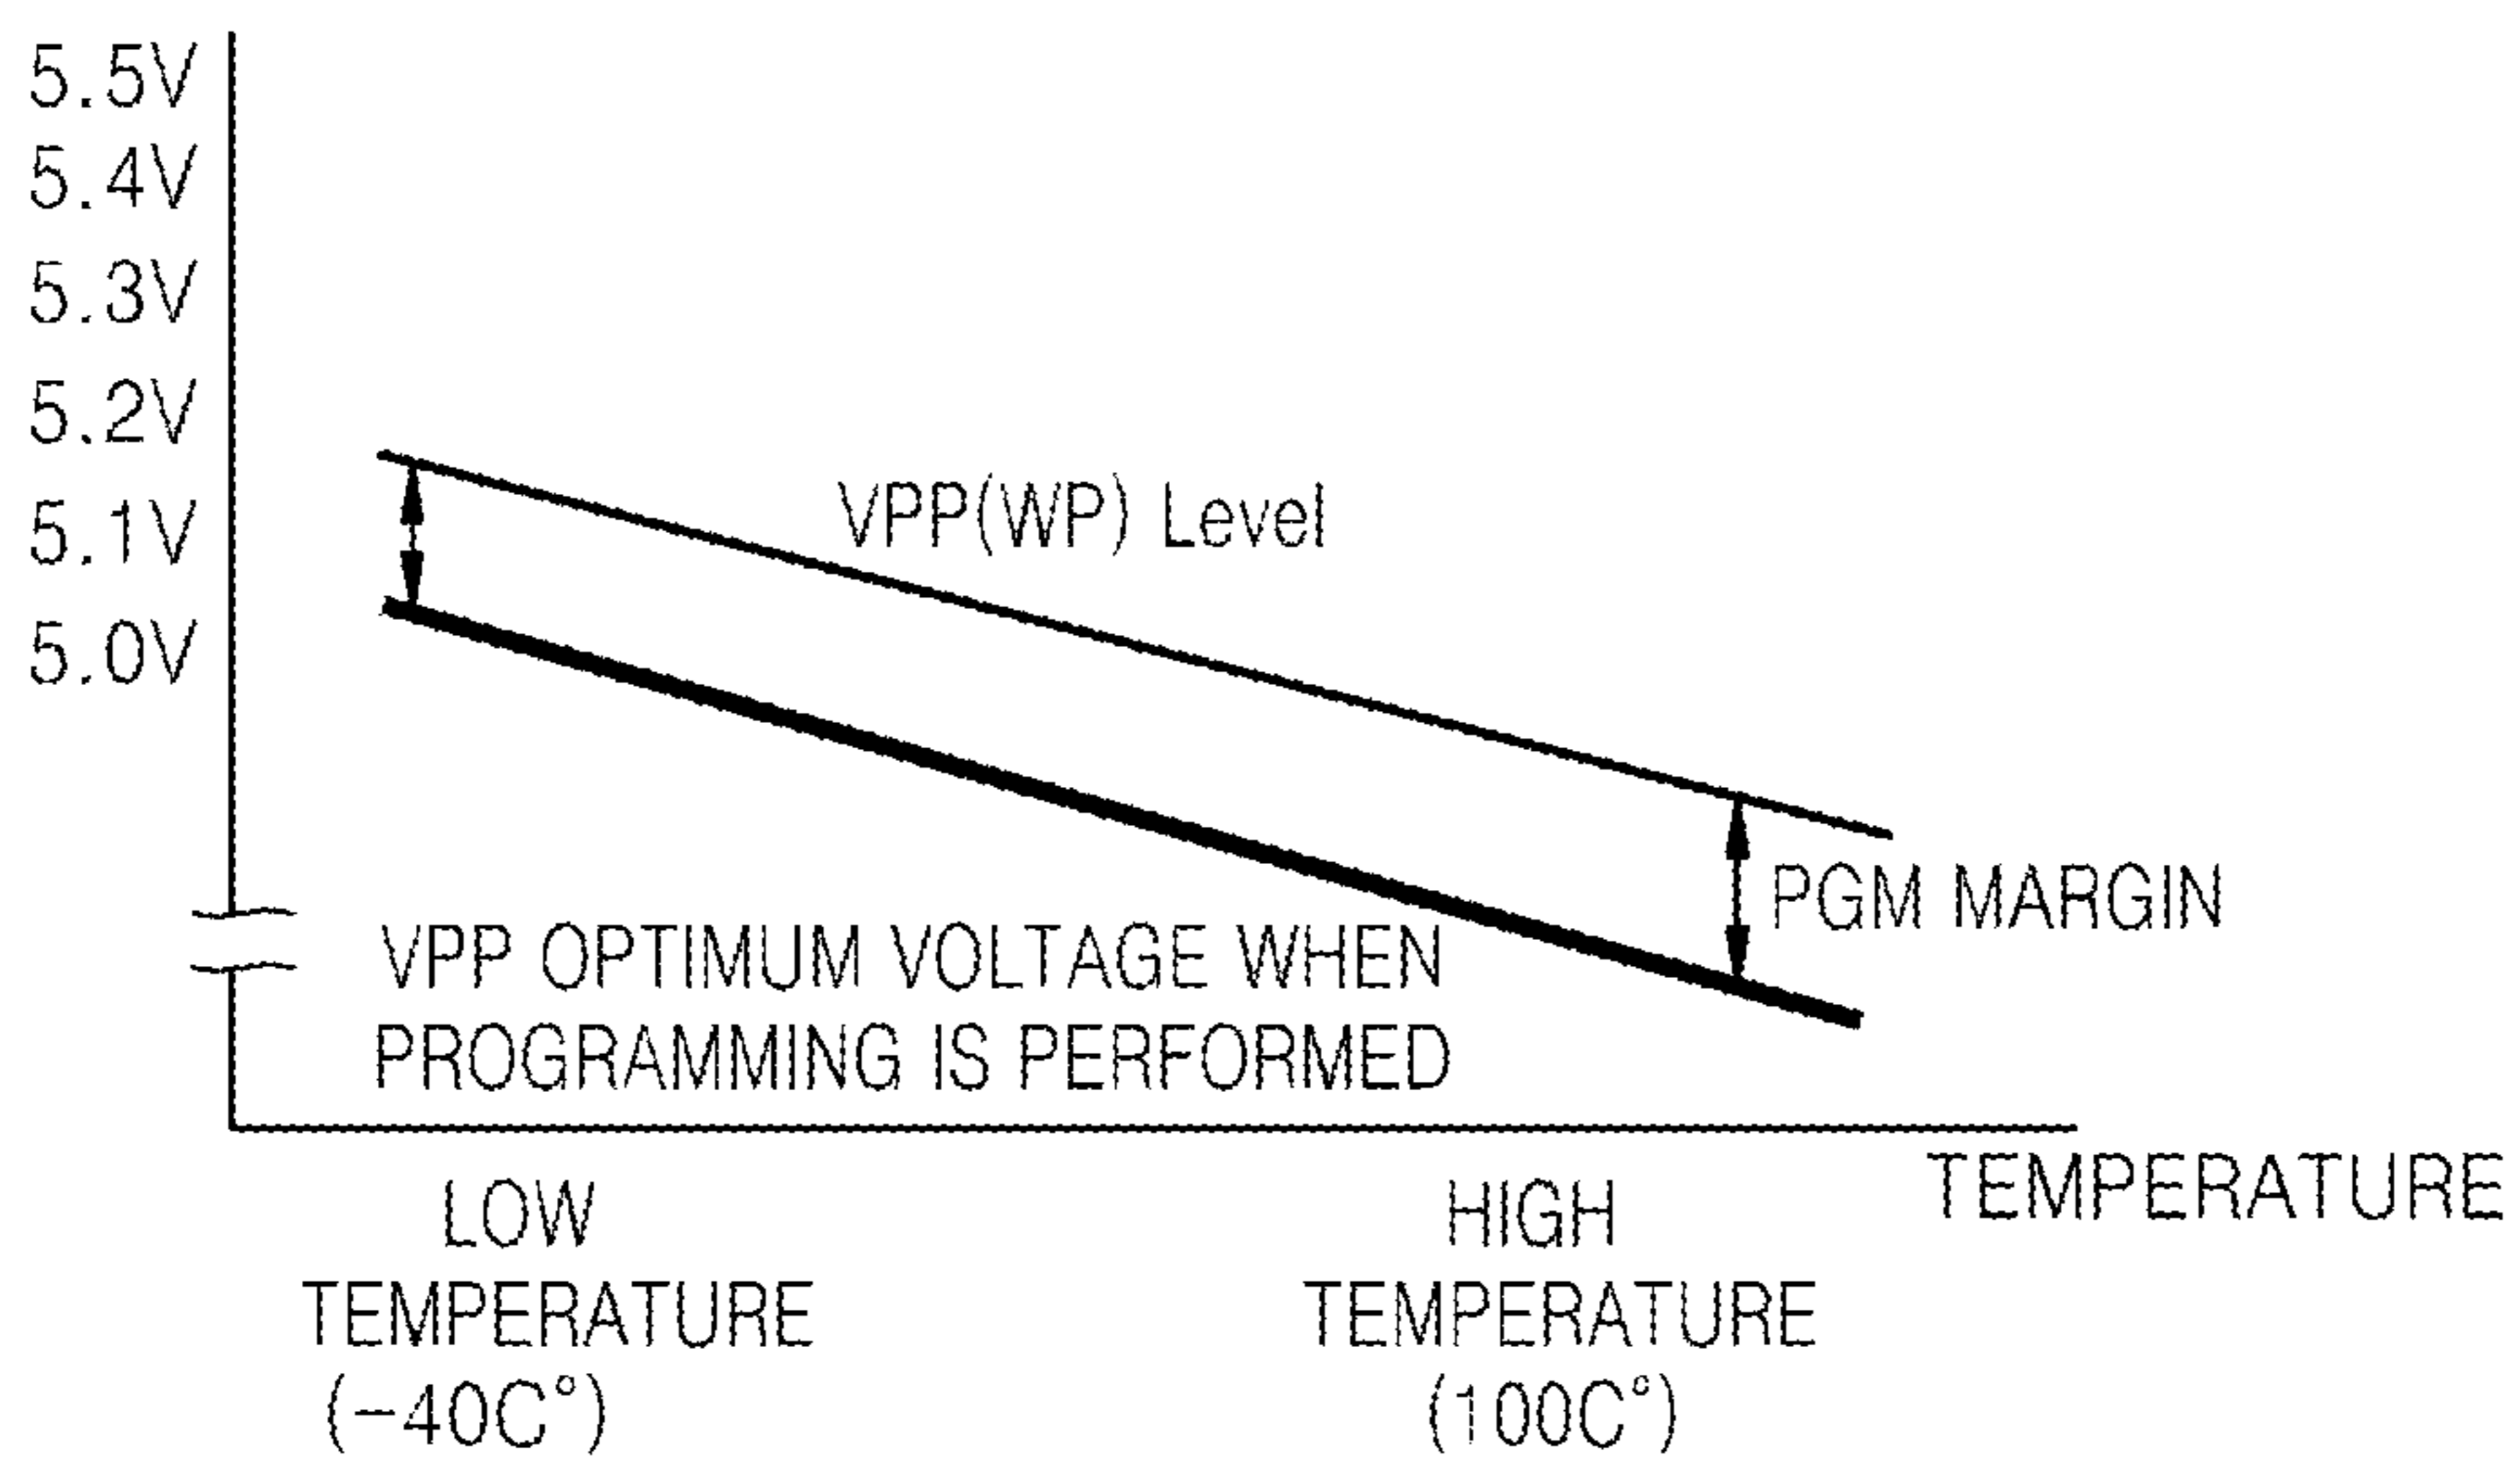 5.5V
5.4V
5.3V
5.2V
5.1V
5.0V
VPP(WP) Level
PGM MARGIN
VPP OPTIMUM VOLTAGE WHEN
PROGRAMMING IS PERFORMED
TEMPERATURE
LOW
TEMPERATURE
(-40C°)
HIGH
TEMPERATURE
(100C°)